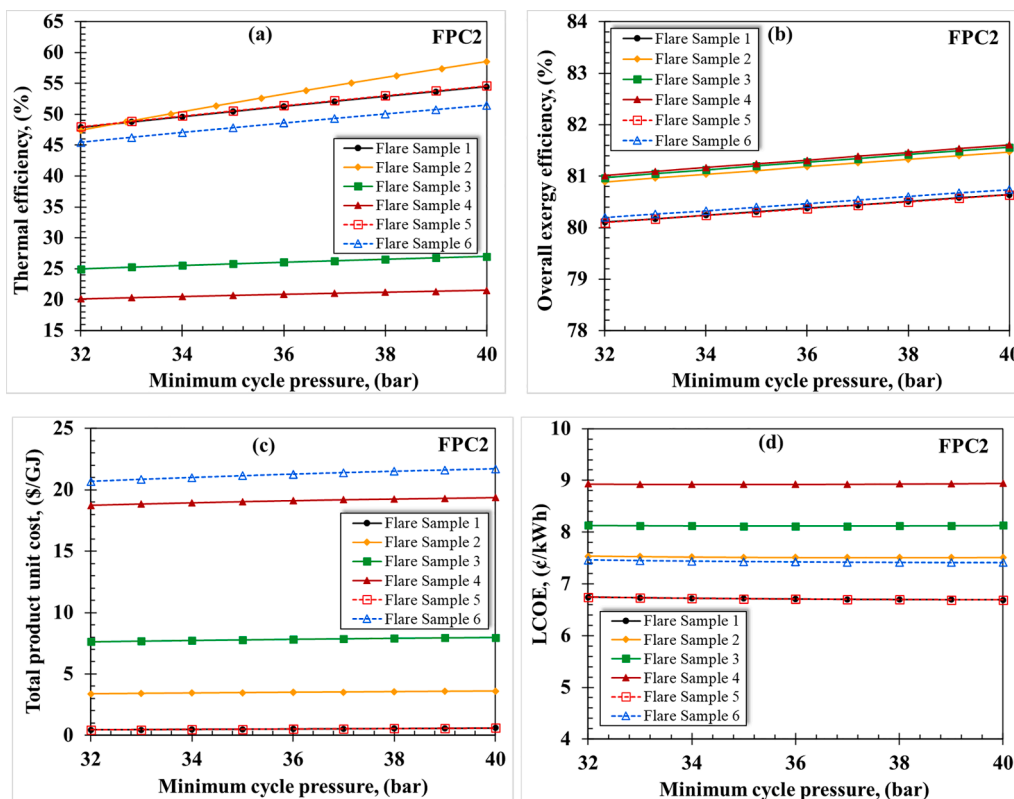 (a)
FPC2
Thermal efficiency, (%)
65
60
55
50
45
40
35
30
25
20
15
Flare Sample 1
Flare Sample 2
Flare Sample 3
Flare Sample 4
Flare Sample 5
Flare Sample 6
32 34 36 38 40
Minimum cycle pressure, (bar)
(b)
FPC2
Overall exergy efficiency, (%)
84
83
82
81
80
79
78
Flare Sample 1
Flare Sample 2
Flare Sample 3
Flare Sample 4
Flare Sample 5
Flare Sample 6
32 34 36 38 40
Minimum cycle pressure, (bar)
(c)
FPC2
Total product unit cost, ($/GJ)
25
20
15
10
5
0
Flare Sample 1
Flare Sample 2
Flare Sample 3
Flare Sample 4
Flare Sample 5
Flare Sample 6
32 34 36 38 40
Minimum cycle pressure, (bar)
(d)
FPC2
LCOE, (¢/kWh)
10
9
8
7
6
5
4
Flare Sample 1
Flare Sample 2
Flare Sample 3
Flare Sample 4
Flare Sample 5
Flare Sample 6
32 34 36 38 40
Minimum cycle pressure, (bar)